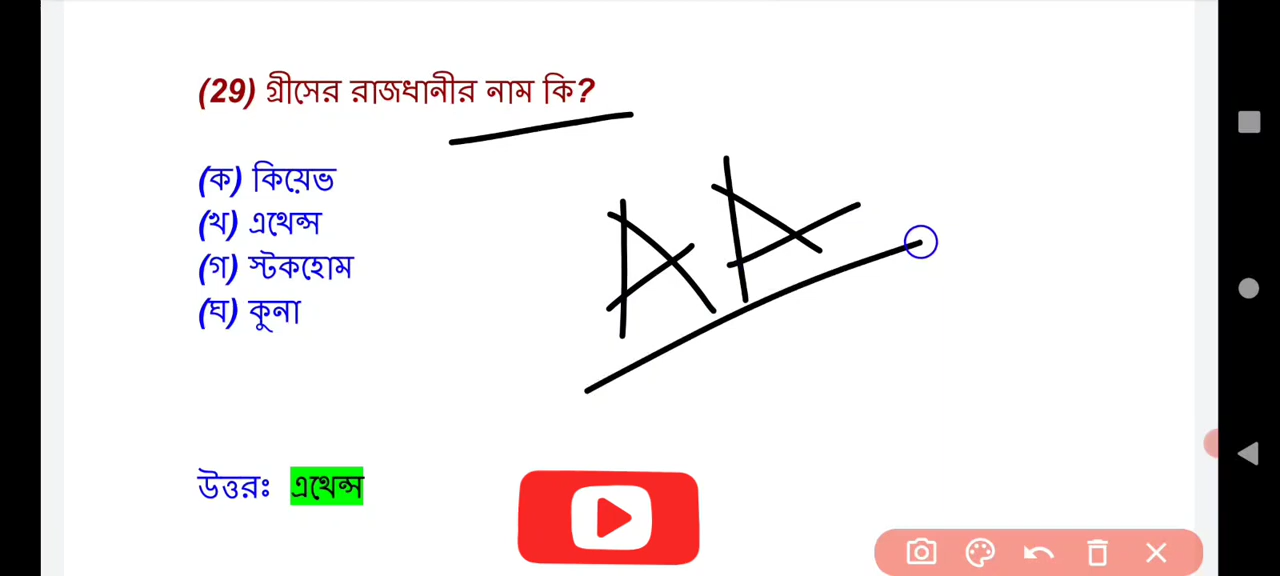 (29) গ্রীসের রাজধানীর নাম কি?
(ক) কিয়েভ
(খ) এথেন্স
(গ) স্টকহোম
(ঘ) কুনা
উত্তরঃ এথেন্স